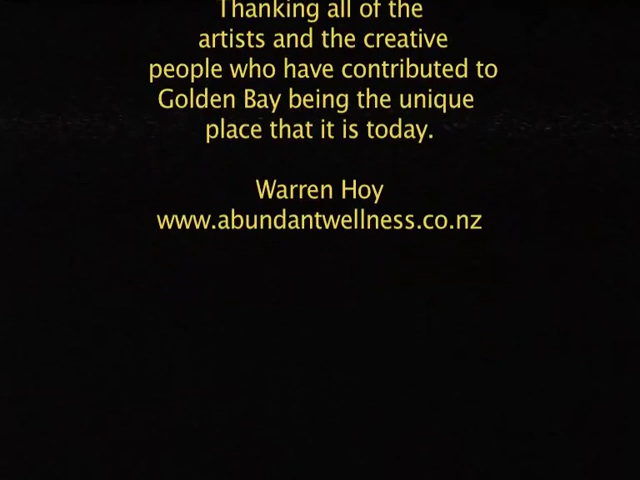 Thanking all of the
artists and the creative
people who have contributed to
Golden Bay being the unique
place that it is today.
Warren Hoy
www.abundantwellness.co.nz